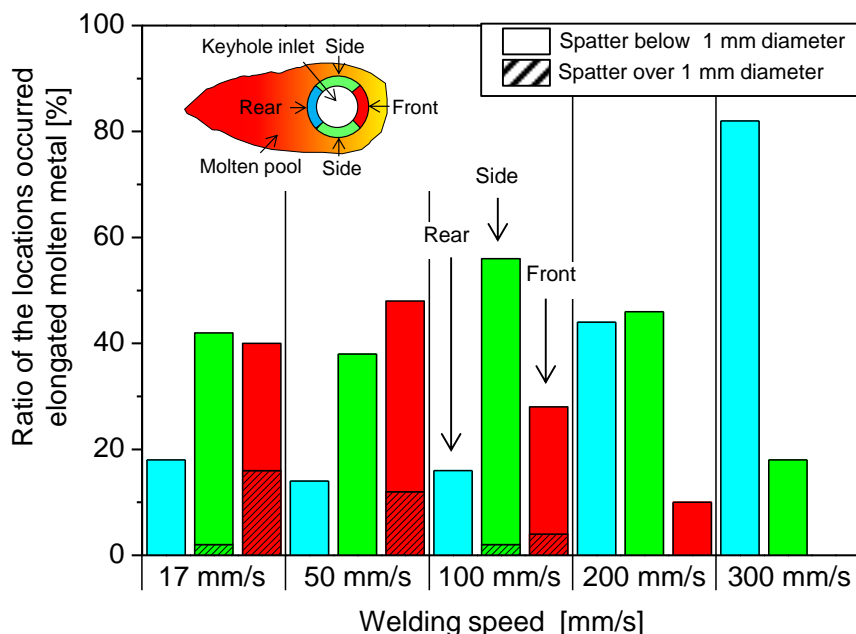 Ratio of the locations occurred
elongated molten metal [%]
100
80
60
40
20
0
Keyhole inlet
Side
Rear
Front
Molten pool
Side
Spatter below 1 mm diameter
Spatter over 1 mm diameter
Rear
Side
Front
17 mm/s
50 mm/s
100 mm/s
200 mm/s
300 mm/s
Welding speed [mm/s]